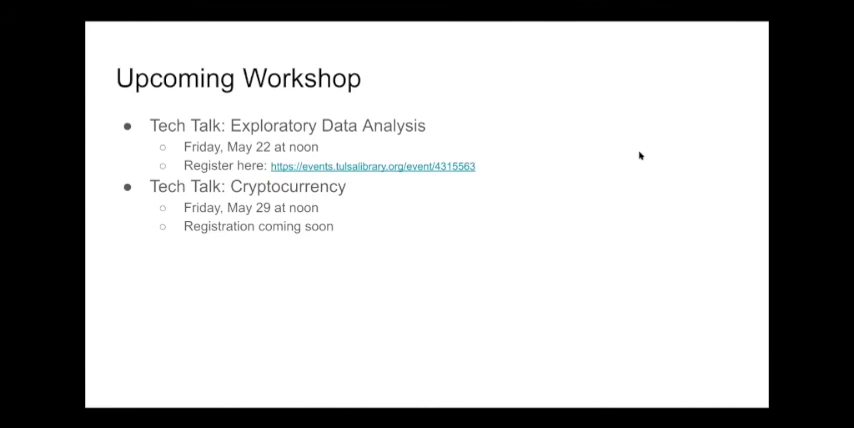 Upcoming Workshop
● Tech Talk: Exploratory Data Analysis
○ Friday, May 22 at noon
○ Register here: https://events.tulsalibrary.org/event/4315563
● Tech Talk: Cryptocurrency
○ Friday, May 29 at noon
○ Registration coming soon